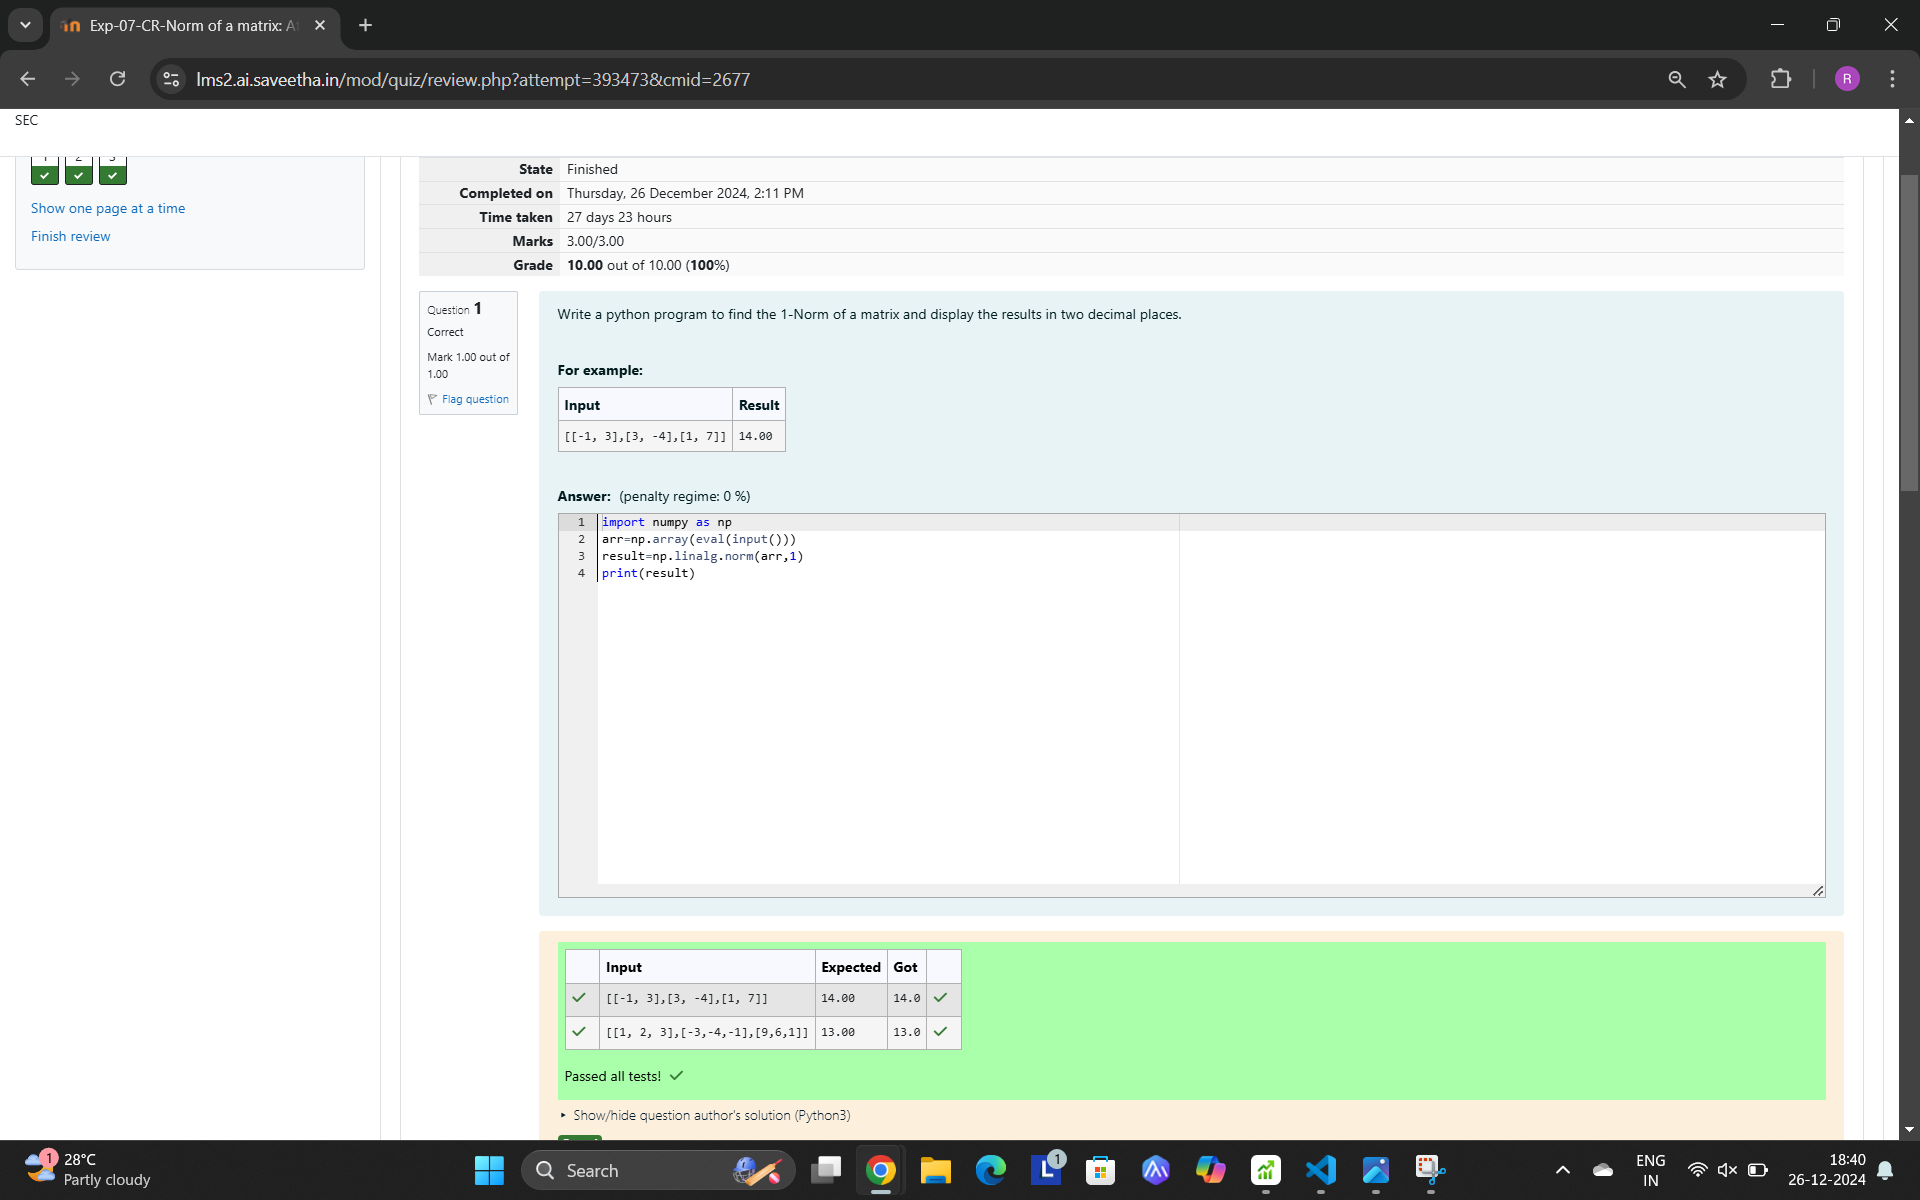 Exp-07-CR-Norm of a matrix: At
lms2.ai.saveetha.in/mod/quiz/review.php?attempt=393473&cmid=2677
R
SEC
1 2 3
Show one page at a time
Finish review
State Finished
Completed on Thursday, 26 December 2024, 2:11 PM
Time taken 27 days 23 hours
Marks 3.00/3.00
Grade 10.00 out of 10.00 (100%)
Question 1
Correct
Mark 1.00 out of
1.00
Flag question
Write a python program to find the 1-Norm of a matrix and display the results in two decimal places.
For example:
Input Result
[[-1, 3],[3, -4],[1, 7]] 14.00
Answer: (penalty regime: 0 %)
1 import numpy as np
2 arr=np.array(eval(input()))
3 result=np.linalg.norm(arr,1)
4 print(result)
Input Expected Got
[[-1, 3],[3, -4],[1, 7]] 14.00 14.0
[[1, 2, 3],[-3,-4,-1],[9,6,1]] 13.00 13.0
Passed all tests!
Show/hide question author's solution (Python3)
1
28°C
Partly cloudy
Search
L
1
ENG
IN
18:40
26-12-2024